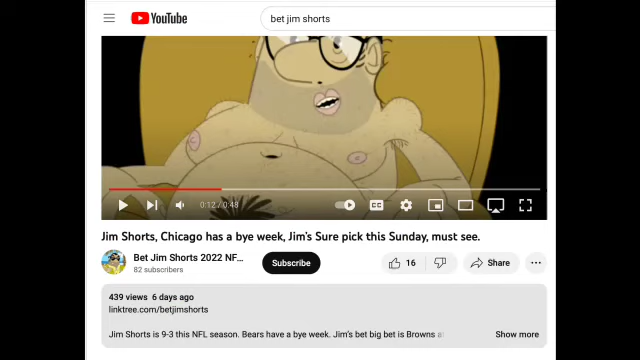 YouTube
bet jim shorts
0:12 / 0:48
CC
Jim Shorts, Chicago has a bye week, Jim's Sure pick this Sunday, must see.
Bet Jim Shorts 2022 NF...
82 subscribers
Subscribe
16
Share
439 views 6 days ago
linktree.com/betjimshorts
Jim Shorts is 9-3 this NFL season. Bears have a bye week. Jim's bet big bet is Browns
Show more